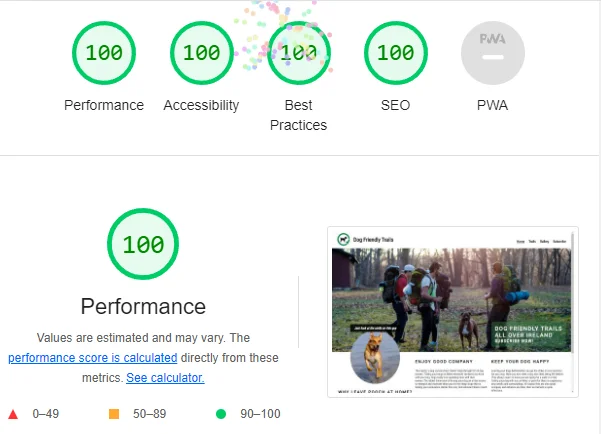 100
100
100
100
PWA
Performance
Accessibility
Best
Practices
SEO
PWA
100
Performance
Values are estimated and may vary. The
performance score is calculated directly from these
metrics. See calculator.
0–49
50–89
90–100
Dog Friendly Trails
Home Trails Gallery Subscribe
DOG FRIENDLY TRAILS
ALL OVER IRELAND
SUBSCRIBE NOW!
ENJOY GOOD COMPANY
KEEP YOUR DOG HAPPY
WHY LEAVE POOCH AT HOME?